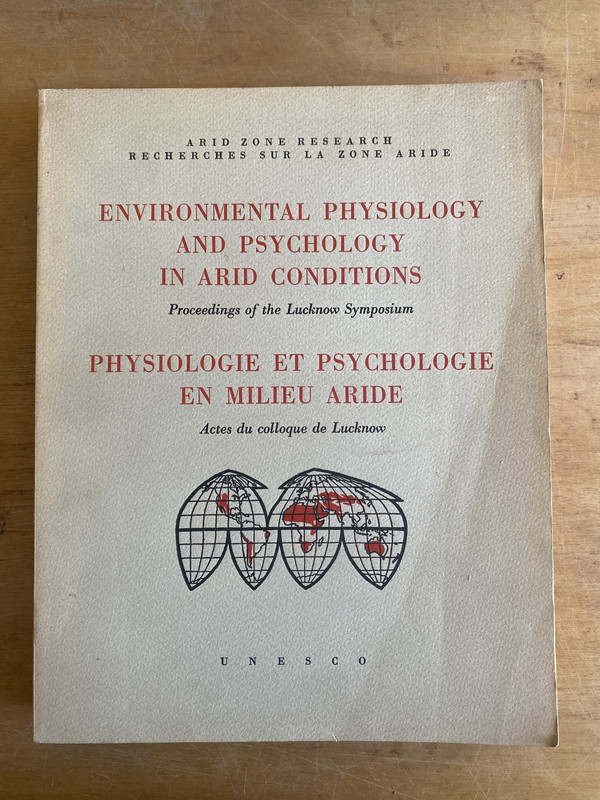 ARID ZONE RESEARCH
RECHERCHES SUR LA ZONE ARIDE
ENVIRONMENTAL PHYSIOLOGY
AND PSYCHOLOGY
IN ARID CONDITIONS
Proceedings of the Lucknow Symposium
PHYSIOLOGIE ET PSYCHOLOGIE
EN MILIEU ARIDE
Actes du colloque de Lucknow
UNESCO